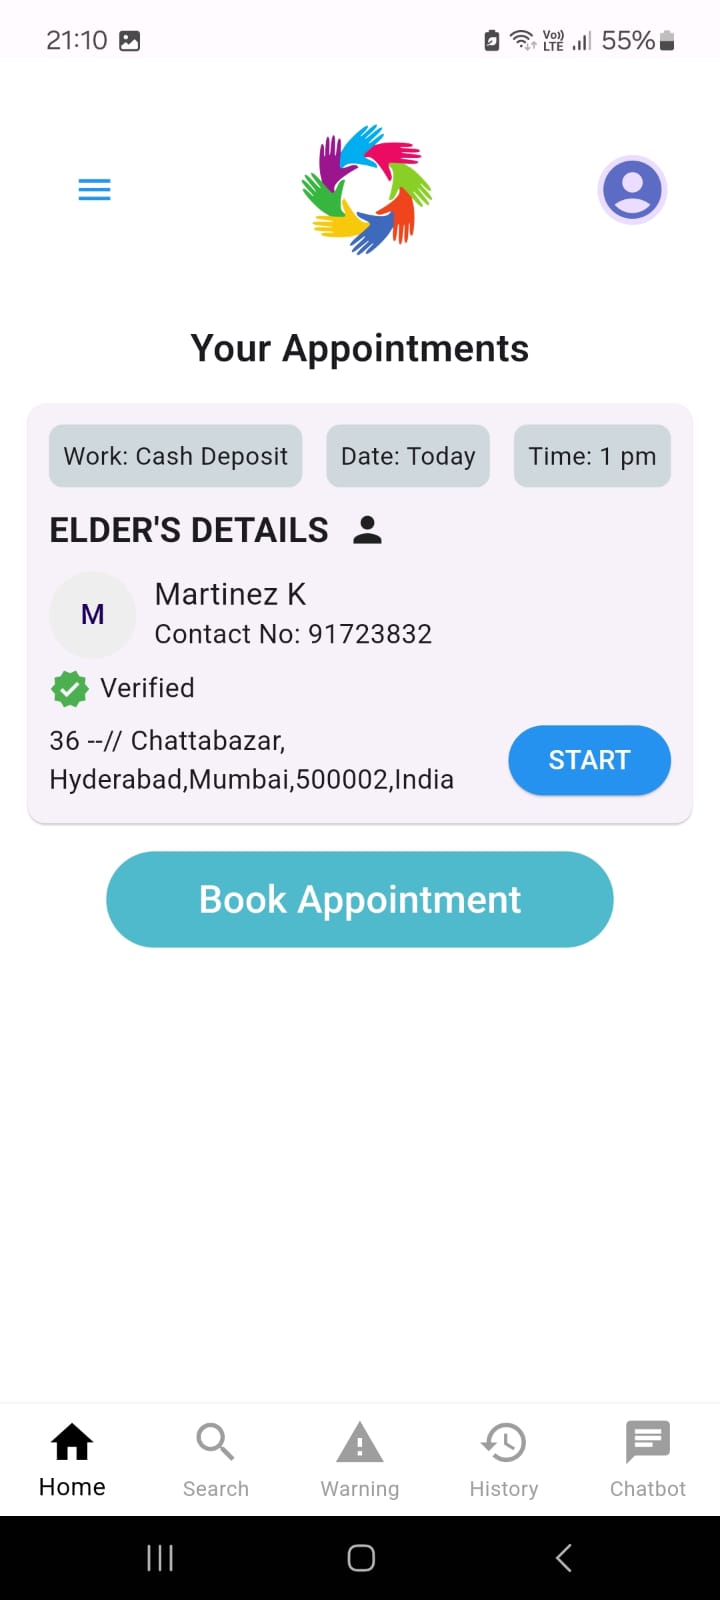 21:10
Vo)) LTE 55%
Your Appointments
Work: Cash Deposit Date: Today Time: 1 pm
ELDER'S DETAILS
M
Martinez K
Contact No: 91723832
Verified
36 --// Chattabazar,
Hyderabad,Mumbai,500002,India
START
Book Appointment
Home Search Warning History Chatbot